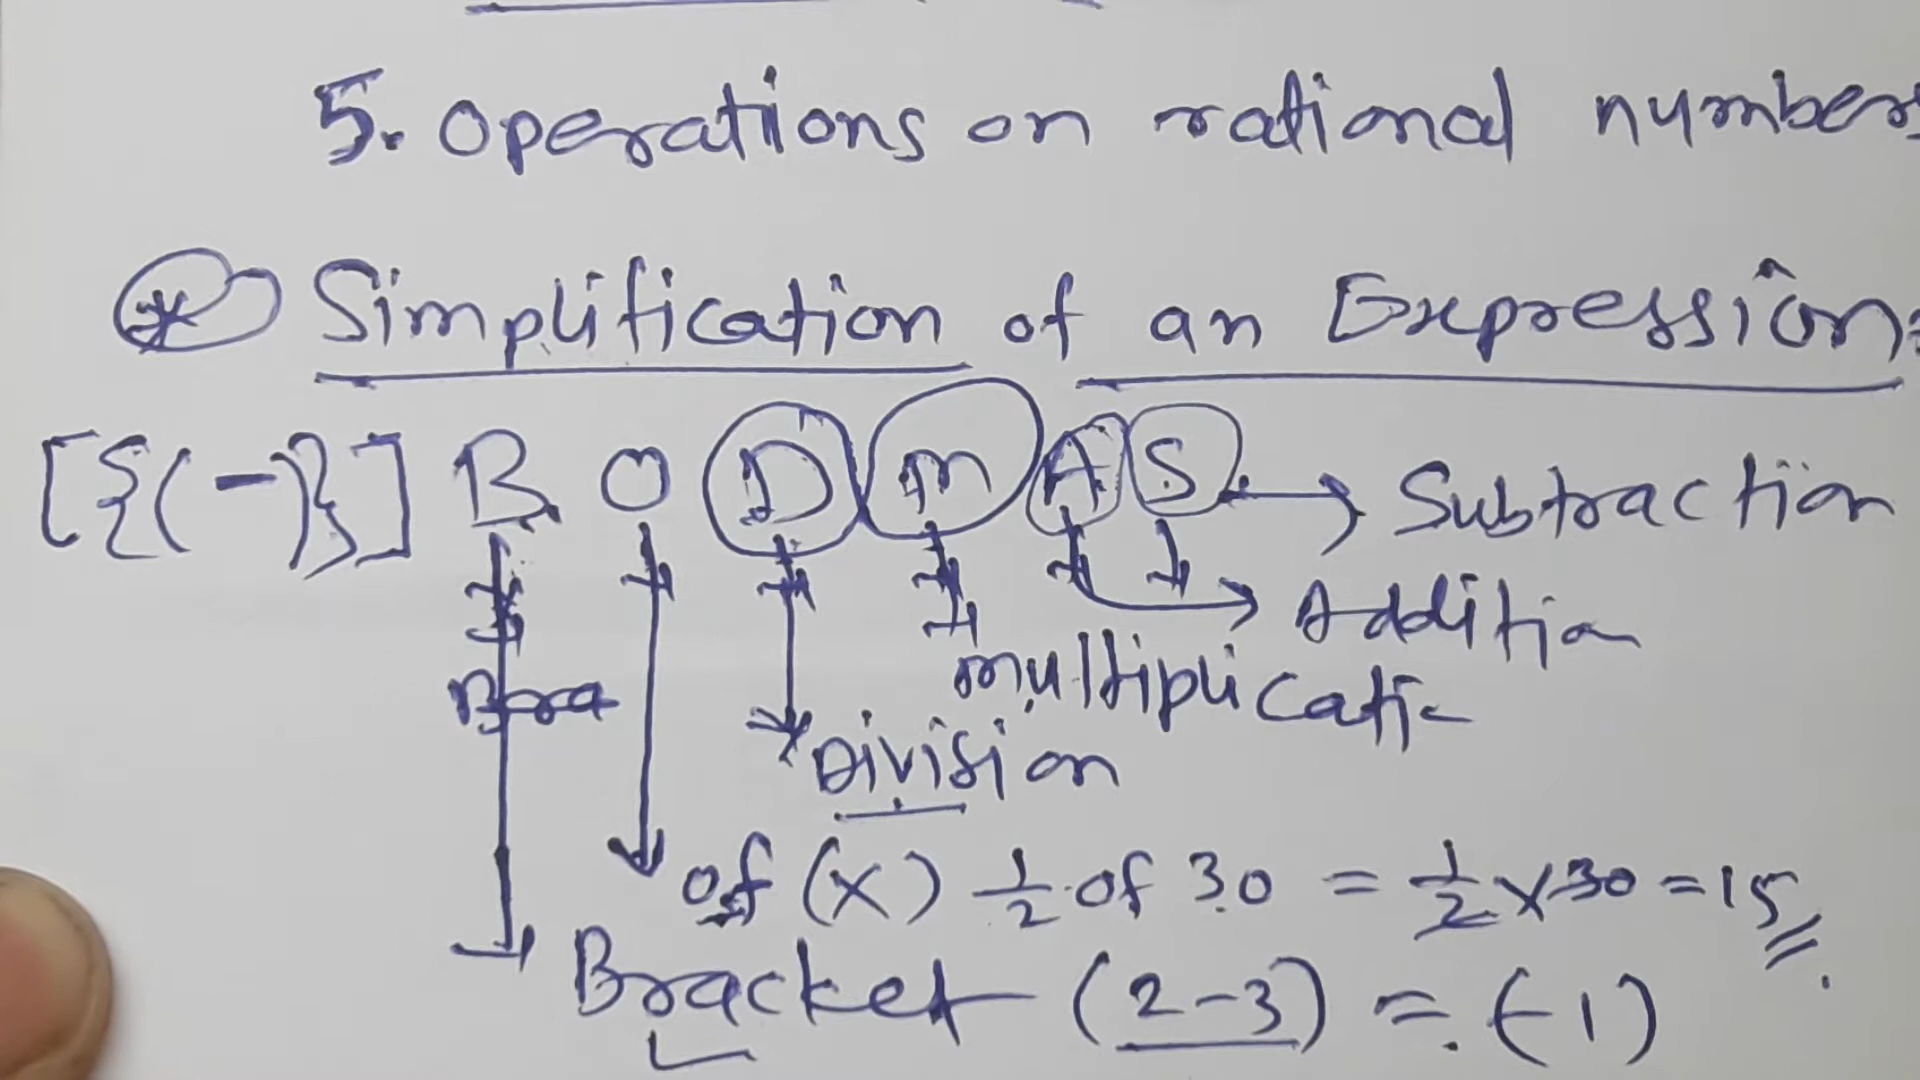 5. Operations on rational numbers
* Simplification of an Expression:
[{(-)}] B O D M A S → Subtraction
Addition
Bra
multiplicati
Division
of (x) 1/2 of 30 = 1/2 x 30 = 15
Bracket (2-3) = (-1)